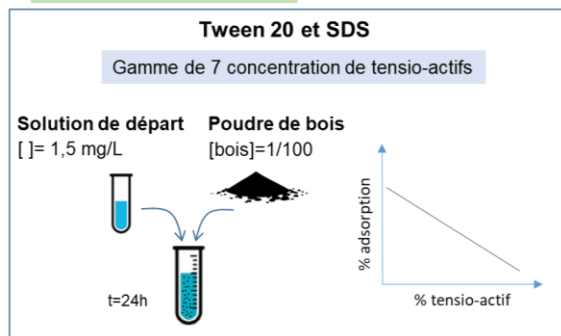 Tween 20 et SDS
Gamme de 7 concentration de tensio-actifs
Solution de départ
[ ]= 1,5 mg/L
Poudre de bois
[bois]=1/100
t=24h
% adsorption
% tensio-actif